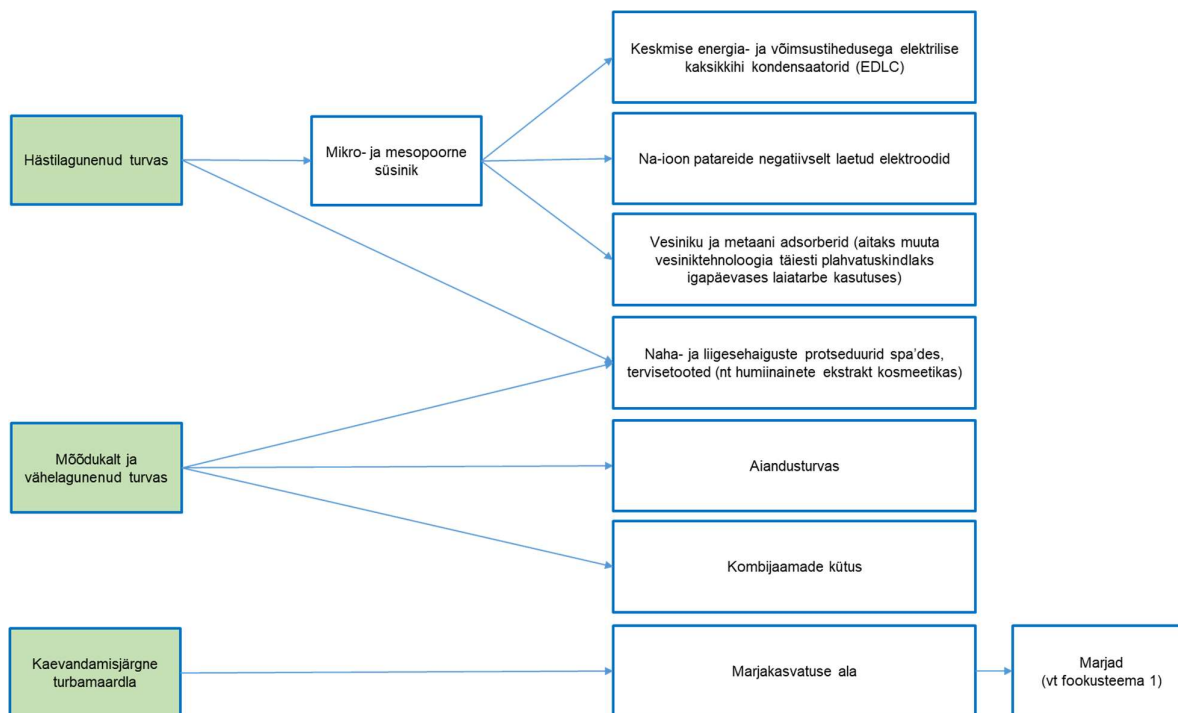 Keskmise energia- ja võimsustihedusega elektrilise
kaksikkihi kondensaatorid (EDLC)
Hästilagunenud turvas
Mikro- ja mesopoorne
süsinik
Na-ioon patareide negatiivselt laetud elektroodid
Vesiniku ja metaani adsorberid (aitaks muuta
vesiniktehnoloogia täiesti plahvatuskindlaks
igapäevases laiatarbe kasutuses)
Naha- ja liigesehaiguste protseduurid spa'des,
tervisetooted (nt humiinainete ekstrakt kosmeetikas)
Mõõdukalt ja
vähelagunenud turvas
Aiandusturvas
Kombijaamade kütus
Kaevandamisjärgne
turbamaardla
Marjakasvatuse ala
Marjad
(vt fookusteema 1)